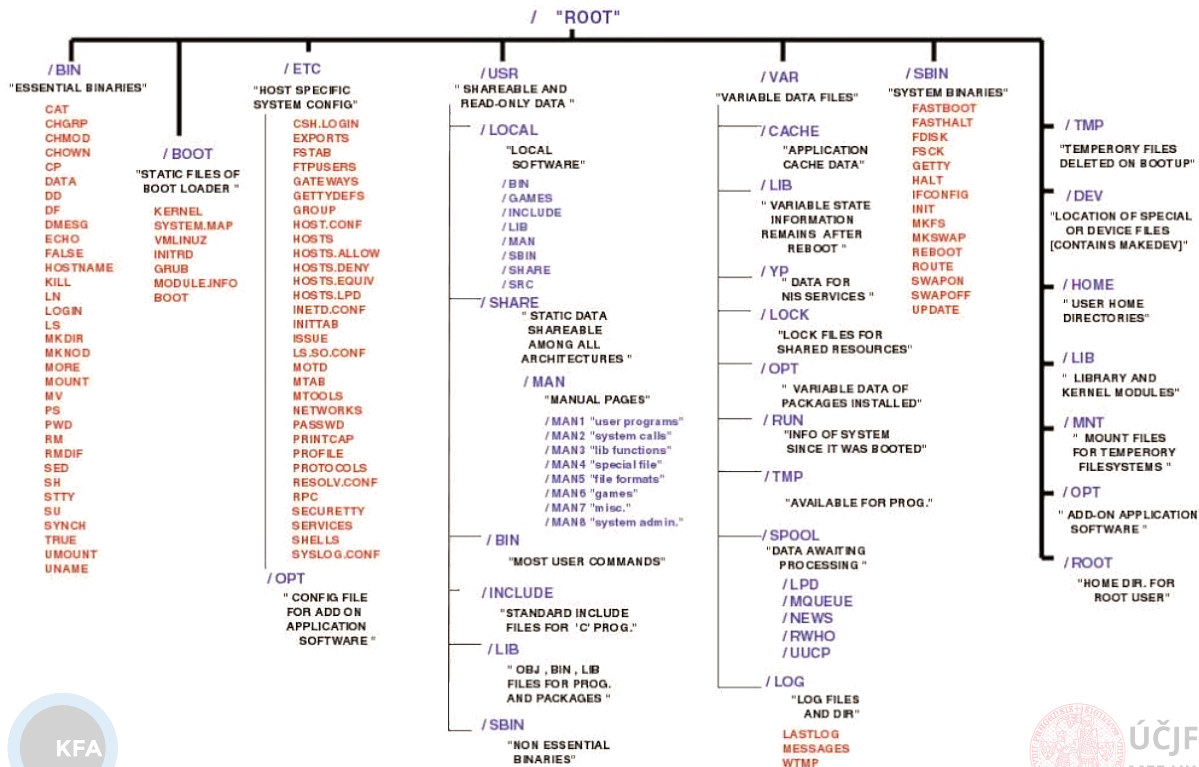 / "ROOT"
/BIN
"ESSENTIAL BINARIES"
CAT
CHGRP
CHMOD
CHOWN
CP
DATA
DD
DF
DMESG
ECHO
FALSE
HOSTNAME
KILL
LN
LOGIN
LS
MKDIR
MKNOD
MORE
MOUNT
MV
PS
PWD
RM
RMDIF
SED
SH
STTY
SU
SYNCH
TRUE
UMOUNT
UNAME
/BOOT
"STATIC FILES OF
BOOT LOADER "
KERNEL
SYSTEM.MAP
VMLINUZ
INITRD
GRUB
MODULE.INFO
BOOT
/ETC
"HOST SPECIFIC
SYSTEM CONFIG"
CSH.LOGIN
EXPORTS
FSTAB
FTPUSERS
GATEWAYS
GETTYDEFS
GROUP
HOST.CONF
HOSTS
HOSTS.ALLOW
HOSTS.DENY
HOSTS.EQUIV
HOSTS.LPD
INETD.CONF
INITTAB
ISSUE
LS.SO.CONF
MOTD
MTAB
MTOOLS
NETWORKS
PASSWD
PRINTCAP
PROFILE
PROTOCOLS
RESOLV.CONF
RPC
SECURETTY
SERVICES
SHELLS
SYSLOG.CONF
/OPT
" CONFIG FILE
FOR ADD ON
APPLICATION
SOFTWARE "
/USR
" SHAREABLE AND
READ-ONLY DATA "
/LOCAL
"LOCAL
SOFTWARE"
/BIN
/GAMES
/INCLUDE
/LIB
/MAN
/SBIN
/SHARE
/SRC
/SHARE
" STATIC DATA
SHAREABLE
AMONG ALL
ARCHITECTURES "
/MAN
"MANUAL PAGES"
/MAN1 "user programs"
/MAN2 "system calls"
/MAN3 "lib functions"
/MAN4 "special file"
/MAN5 "file formats"
/MAN6 "games"
/MAN7 "misc."
/MAN8 "system admin."
/BIN
"MOST USER COMMANDS"
/INCLUDE
"STANDARD INCLUDE
FILES FOR 'C' PROG."
/LIB
" OBJ , BIN , LIB
FILES FOR PROG.
AND PACKAGES "
/SBIN
"NON ESSENTIAL
BINARIES"
/VAR
"VARIABLE DATA FILES"
/CACHE
"APPLICATION
CACHE DATA"
/LIB
" VARIABLE STATE
INFORMATION
REMAINS AFTER
REBOOT "
/YP
" DATA FOR
NIS SERVICES "
/LOCK
"LOCK FILES FOR
SHARED RESOURCES"
/OPT
" VARIABLE DATA OF
PACKAGES INSTALLED"
/RUN
"INFO OF SYSTEM
SINCE IT WAS BOOTED"
/TMP
"AVAILABLE FOR PROG."
/SPOOL
"DATA AWAITING
PROCESSING "
/LPD
/MQUEUE
/NEWS
/RWHO
/UUCP
/LOG
"LOG FILES
AND DIR"
LASTLOG
MESSAGES
WTMP
/SBIN
"SYSTEM BINARIES"
FASTBOOT
FASTHALT
FDISK
FSCK
GETTY
HALT
IFCONFIG
INIT
MKFS
MKSWAP
REBOOT
ROUTE
SWAPON
SWAPOFF
UPDATE
/TMP
"TEMPERORY FILES
DELETED ON BOOTUP"
/DEV
"LOCATION OF SPECIAL
OR DEVICE FILES
[CONTAINS MAKEDEV]"
/HOME
" USER HOME
DIRECTORIES"
/LIB
" LIBRARY AND
KERNEL MODULES"
/MNT
" MOUNT FILES
FOR TEMPERORY
FILESYSTEMS "
/OPT
" ADD-ON APPLICATION
SOFTWARE "
/ROOT
"HOME DIR. FOR
ROOT USER"
KFA
ÚČJF